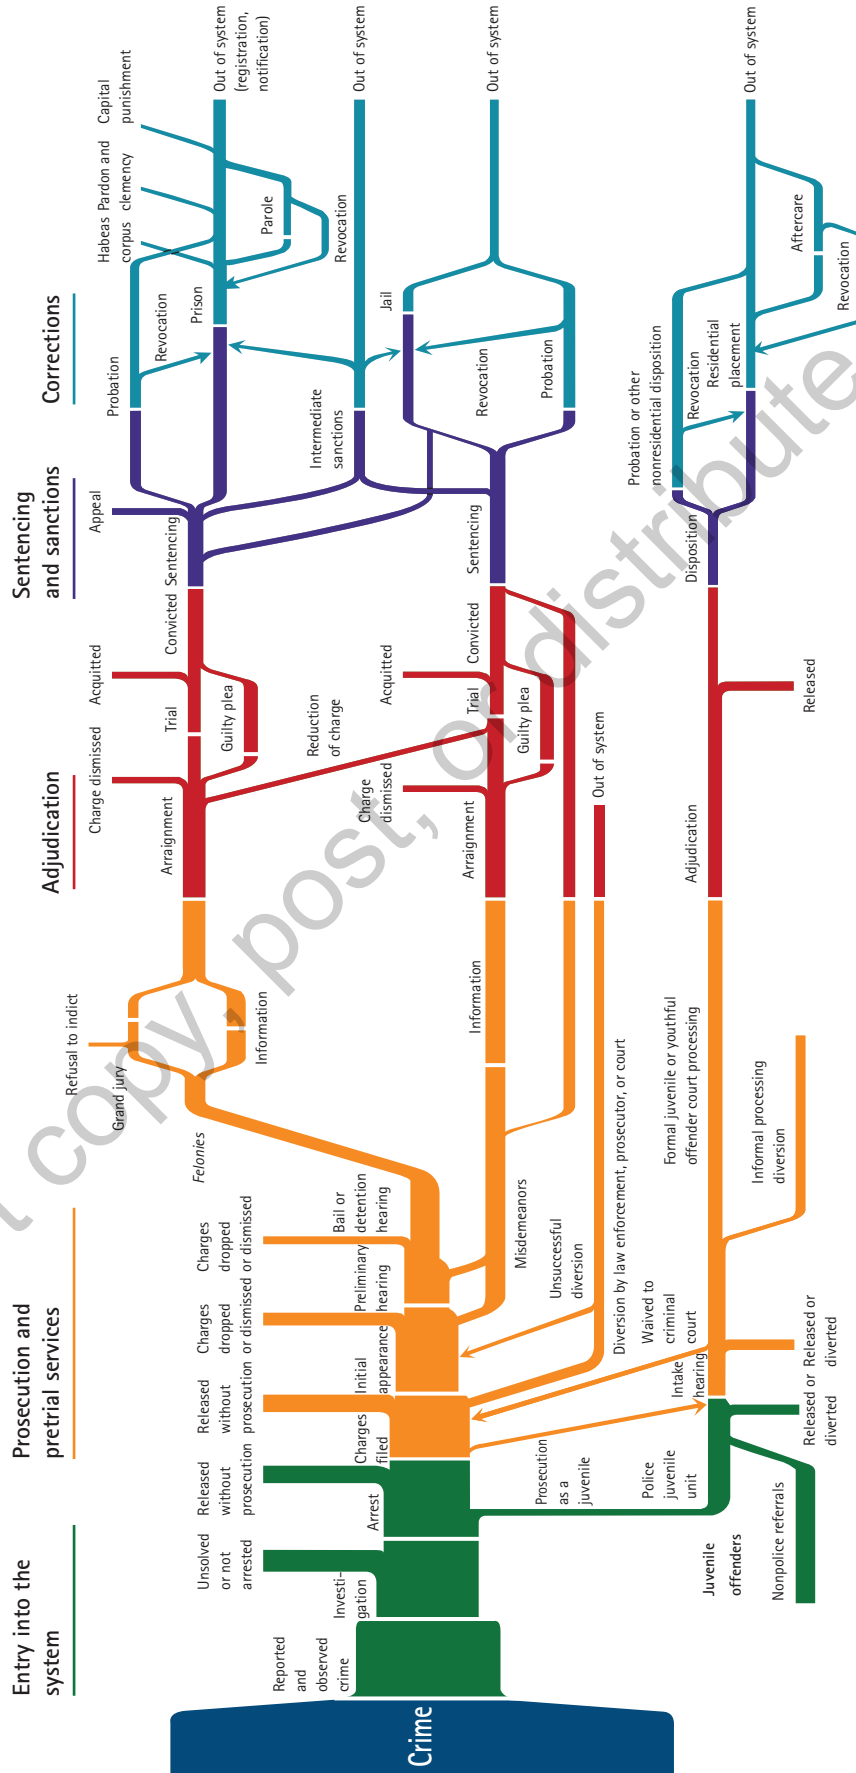 Entry into the
system
Prosecution and
pretrial services
Adjudication
Sentencing
and sanctions
Corrections
Crime
Reported
and
observed
crime
Investi-
gation
Unsolved
or not
arrested
Arrest
Released
without
prosecution
Charges
filed
Released
without
prosecution
Initial
appearance
Charges
dropped
or dismissed
Preliminary
hearing
Charges
dropped
or dismissed
Bail or
detention
hearing
Felonies
Refusal to indict
Grand jury
Information
Arraignment
Charge dismissed
Trial
Acquitted
Guilty plea
Convicted
Sentencing
Appeal
Probation
Revocation
Prison
Habeas
corpus
Pardon and
clemency
Capital
punishment
Parole
Revocation
Out of system
(registration,
notification)
Reduction
of charge
Intermediate
sanctions
Out of system
Misdemeanors
Information
Arraignment
Charge
dismissed
Trial
Acquitted
Guilty plea
Convicted
Sentencing
Jail
Revocation
Probation
Out of system
Unsuccessful
diversion
Diversion by law enforcement, prosecutor, or court
Out of system
Prosecution
as a
juvenile
Waived to
criminal
court
Police
juvenile
unit
Juvenile
offenders
Nonpolice referrals
Released or
diverted
Intake
hearing
Released or
diverted
Formal juvenile or youthful
offender court processing
Informal processing
diversion
Adjudication
Released
Disposition
Probation or other
nonresidential disposition
Revocation
Residential
placement
Aftercare
Revocation
Out of system
t copy, post, or distribute